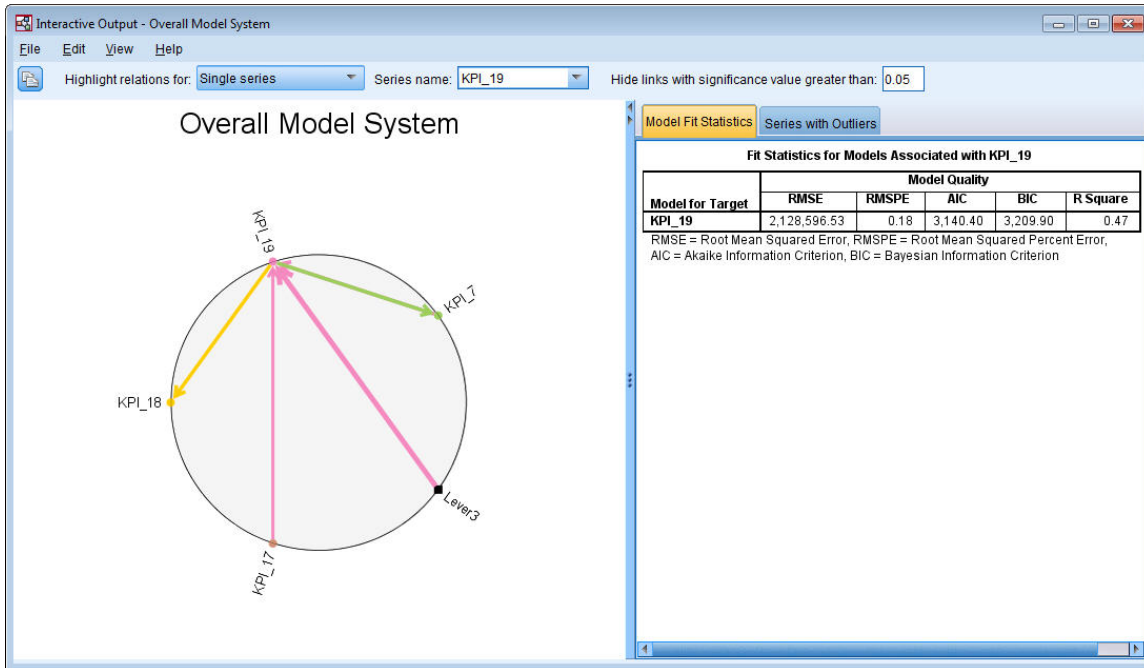 Interactive Output - Overall Model System
File Edit View Help
Highlight relations for: Single series Series name: KPI_19 Hide links with significance value greater than: 0.05
Overall Model System
KPI_19
KPI_7
KPI_18
Lever3
KPI_17
Model Fit Statistics Series with Outliers
Fit Statistics for Models Associated with KPI_19
Model Quality
Model for Target RMSE RMSPE AIC BIC R Square
KPI_19 2,128,596.53 0.18 3,140.40 3,209.90 0.47
RMSE = Root Mean Squared Error, RMSPE = Root Mean Squared Percent Error,
AIC = Akaike Information Criterion, BIC = Bayesian Information Criterion